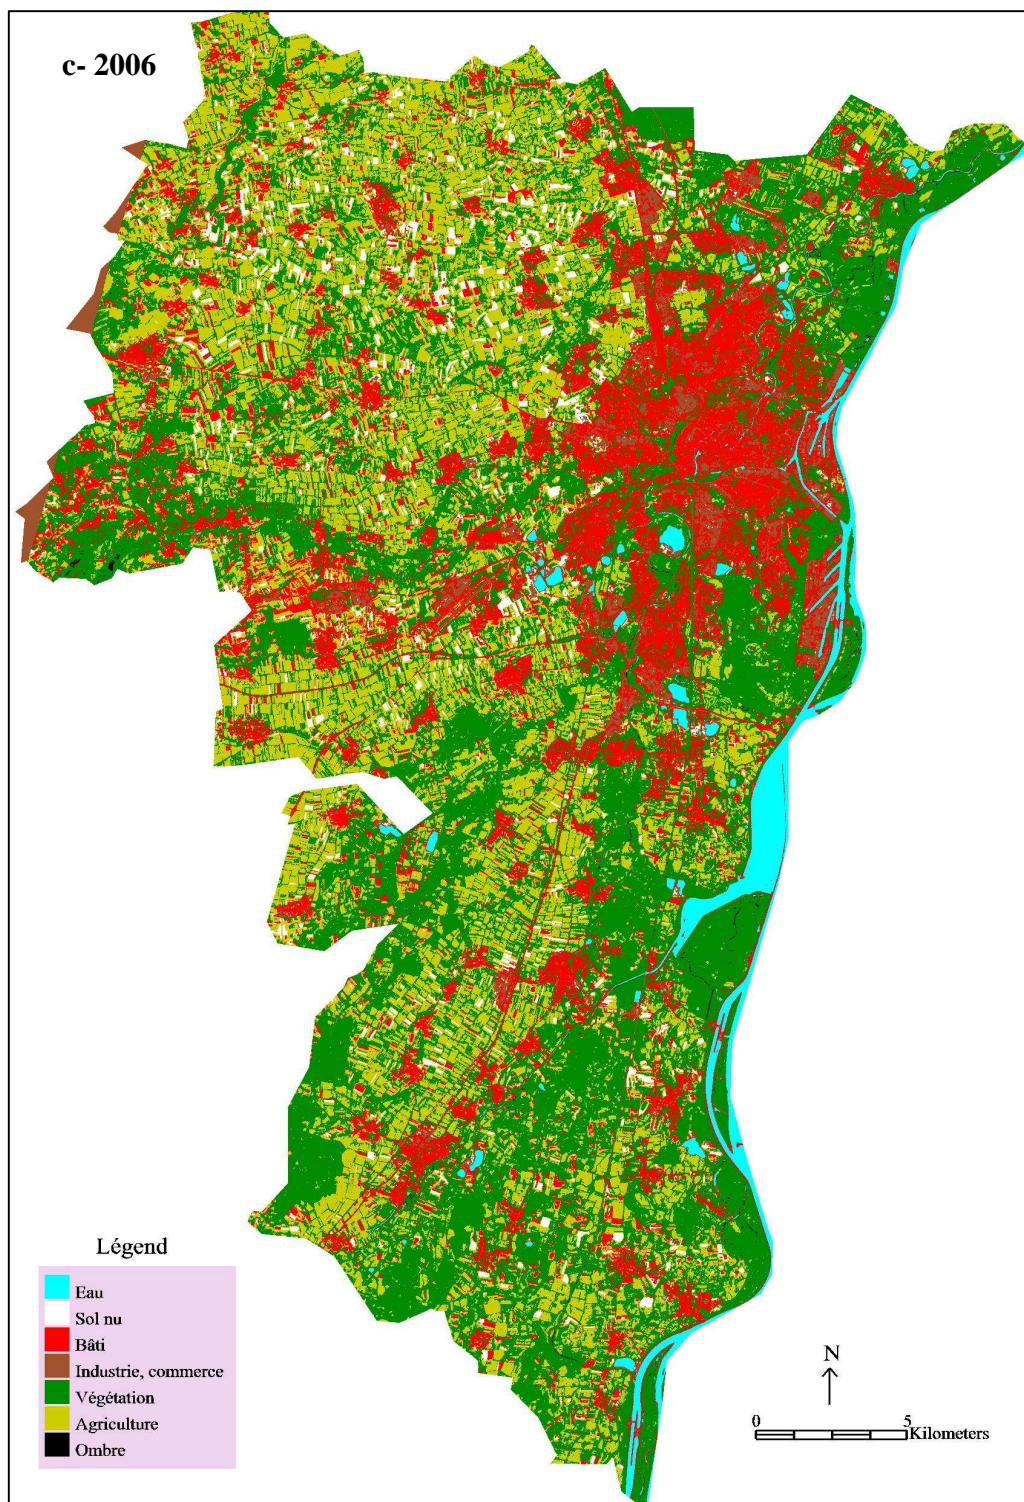 c- 2006
Légend
Eau
Sol nu
Bâti
Industrie, commerce
Végétation
Agriculture
Ombre
N
0 5
Kilometers